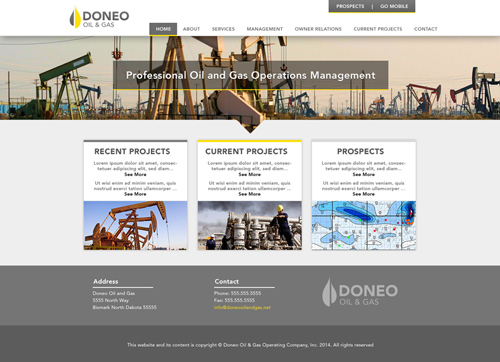 PROSPECTS | GO MOBILE
DONEO
OIL & GAS
HOME ABOUT SERVICES MANAGEMENT OWNER RELATIONS CURRENT PROJECTS CONTACT
Professional Oil and Gas Operations Management
RECENT PROJECTS
Lorem ipsum dolor sit amet, consec-
tetuer adipiscing elit, sed diam...
See More
Ut wisi enim ad minim veniam, quis
nostrud exerci tation ullamcorper ...
See More
CURRENT PROJECTS
Lorem ipsum dolor sit amet, consec-
tetuer adipiscing elit, sed diam...
See More
Ut wisi enim ad minim veniam, quis
nostrud exerci tation ullamcorper ...
See More
PROSPECTS
Lorem ipsum dolor sit amet, consec-
tetuer adipiscing elit, sed diam...
See More
Ut wisi enim ad minim veniam, quis
nostrud exerci tation ullamcorper ...
See More
Address
Doneo Oil and Gas
5555 North Way
Bismark North Dakota 55555
Contact
Phone: 555.555.5555
Fax: 555.555.5555
info@doneooilandgas.net
DONEO
OIL & GAS
This website and its content is copyright © Doneo Oil & Gas Operating Company, Inc. 2014. All rights reserved